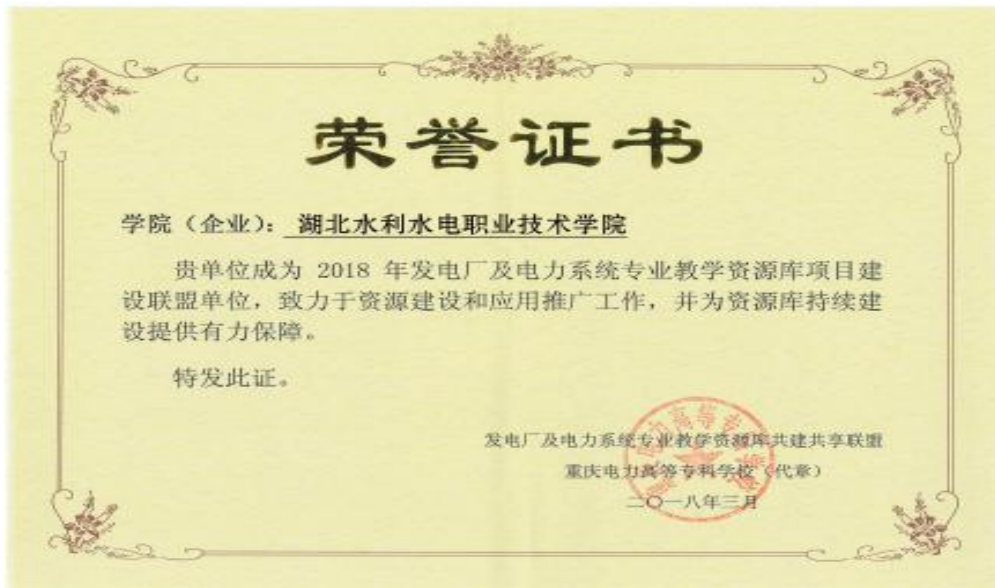 荣誉证书
学院（企业）：湖北水利水电职业技术学院
贵单位成为 2018 年发电厂及电力系统专业教学资源库项目建
设联盟单位，致力于资源建设和应用推广工作，并为资源库持续建
设提供有力保障。
特发此证。
发电厂及电力系统专业教学资源库共建共享联盟
重庆电力高等专科学校（代章）
二〇一八年三月